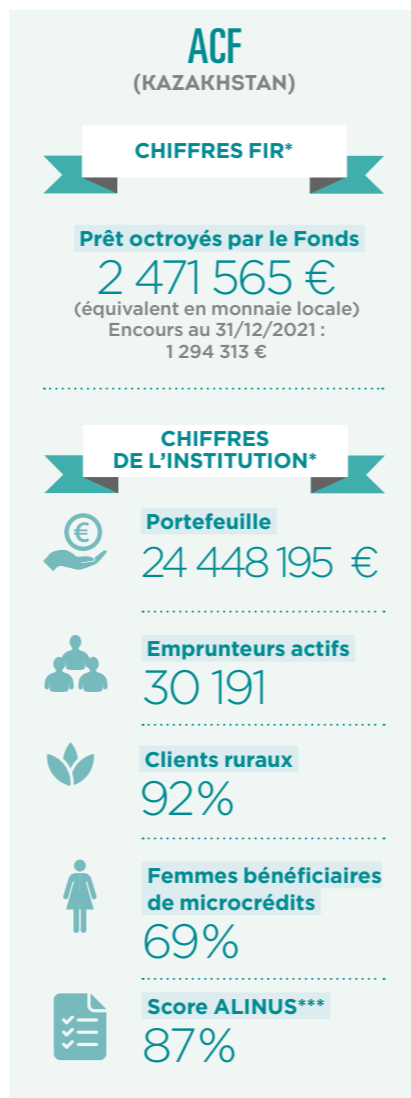 ACF
(KAZAKHSTAN)
CHIFFRES FIR*
Prêt octroyés par le Fonds
2 471 565 €
(équivalent en monnaie locale)
Encours au 31/12/2021 :
1 294 313 €
CHIFFRES
DE L'INSTITUTION*
Portefeuille
24 448 195 €
Emprunteurs actifs
30 191
Clients ruraux
92%
Femmes bénéficiaires
de microcrédits
69%
Score ALINUS***
87%